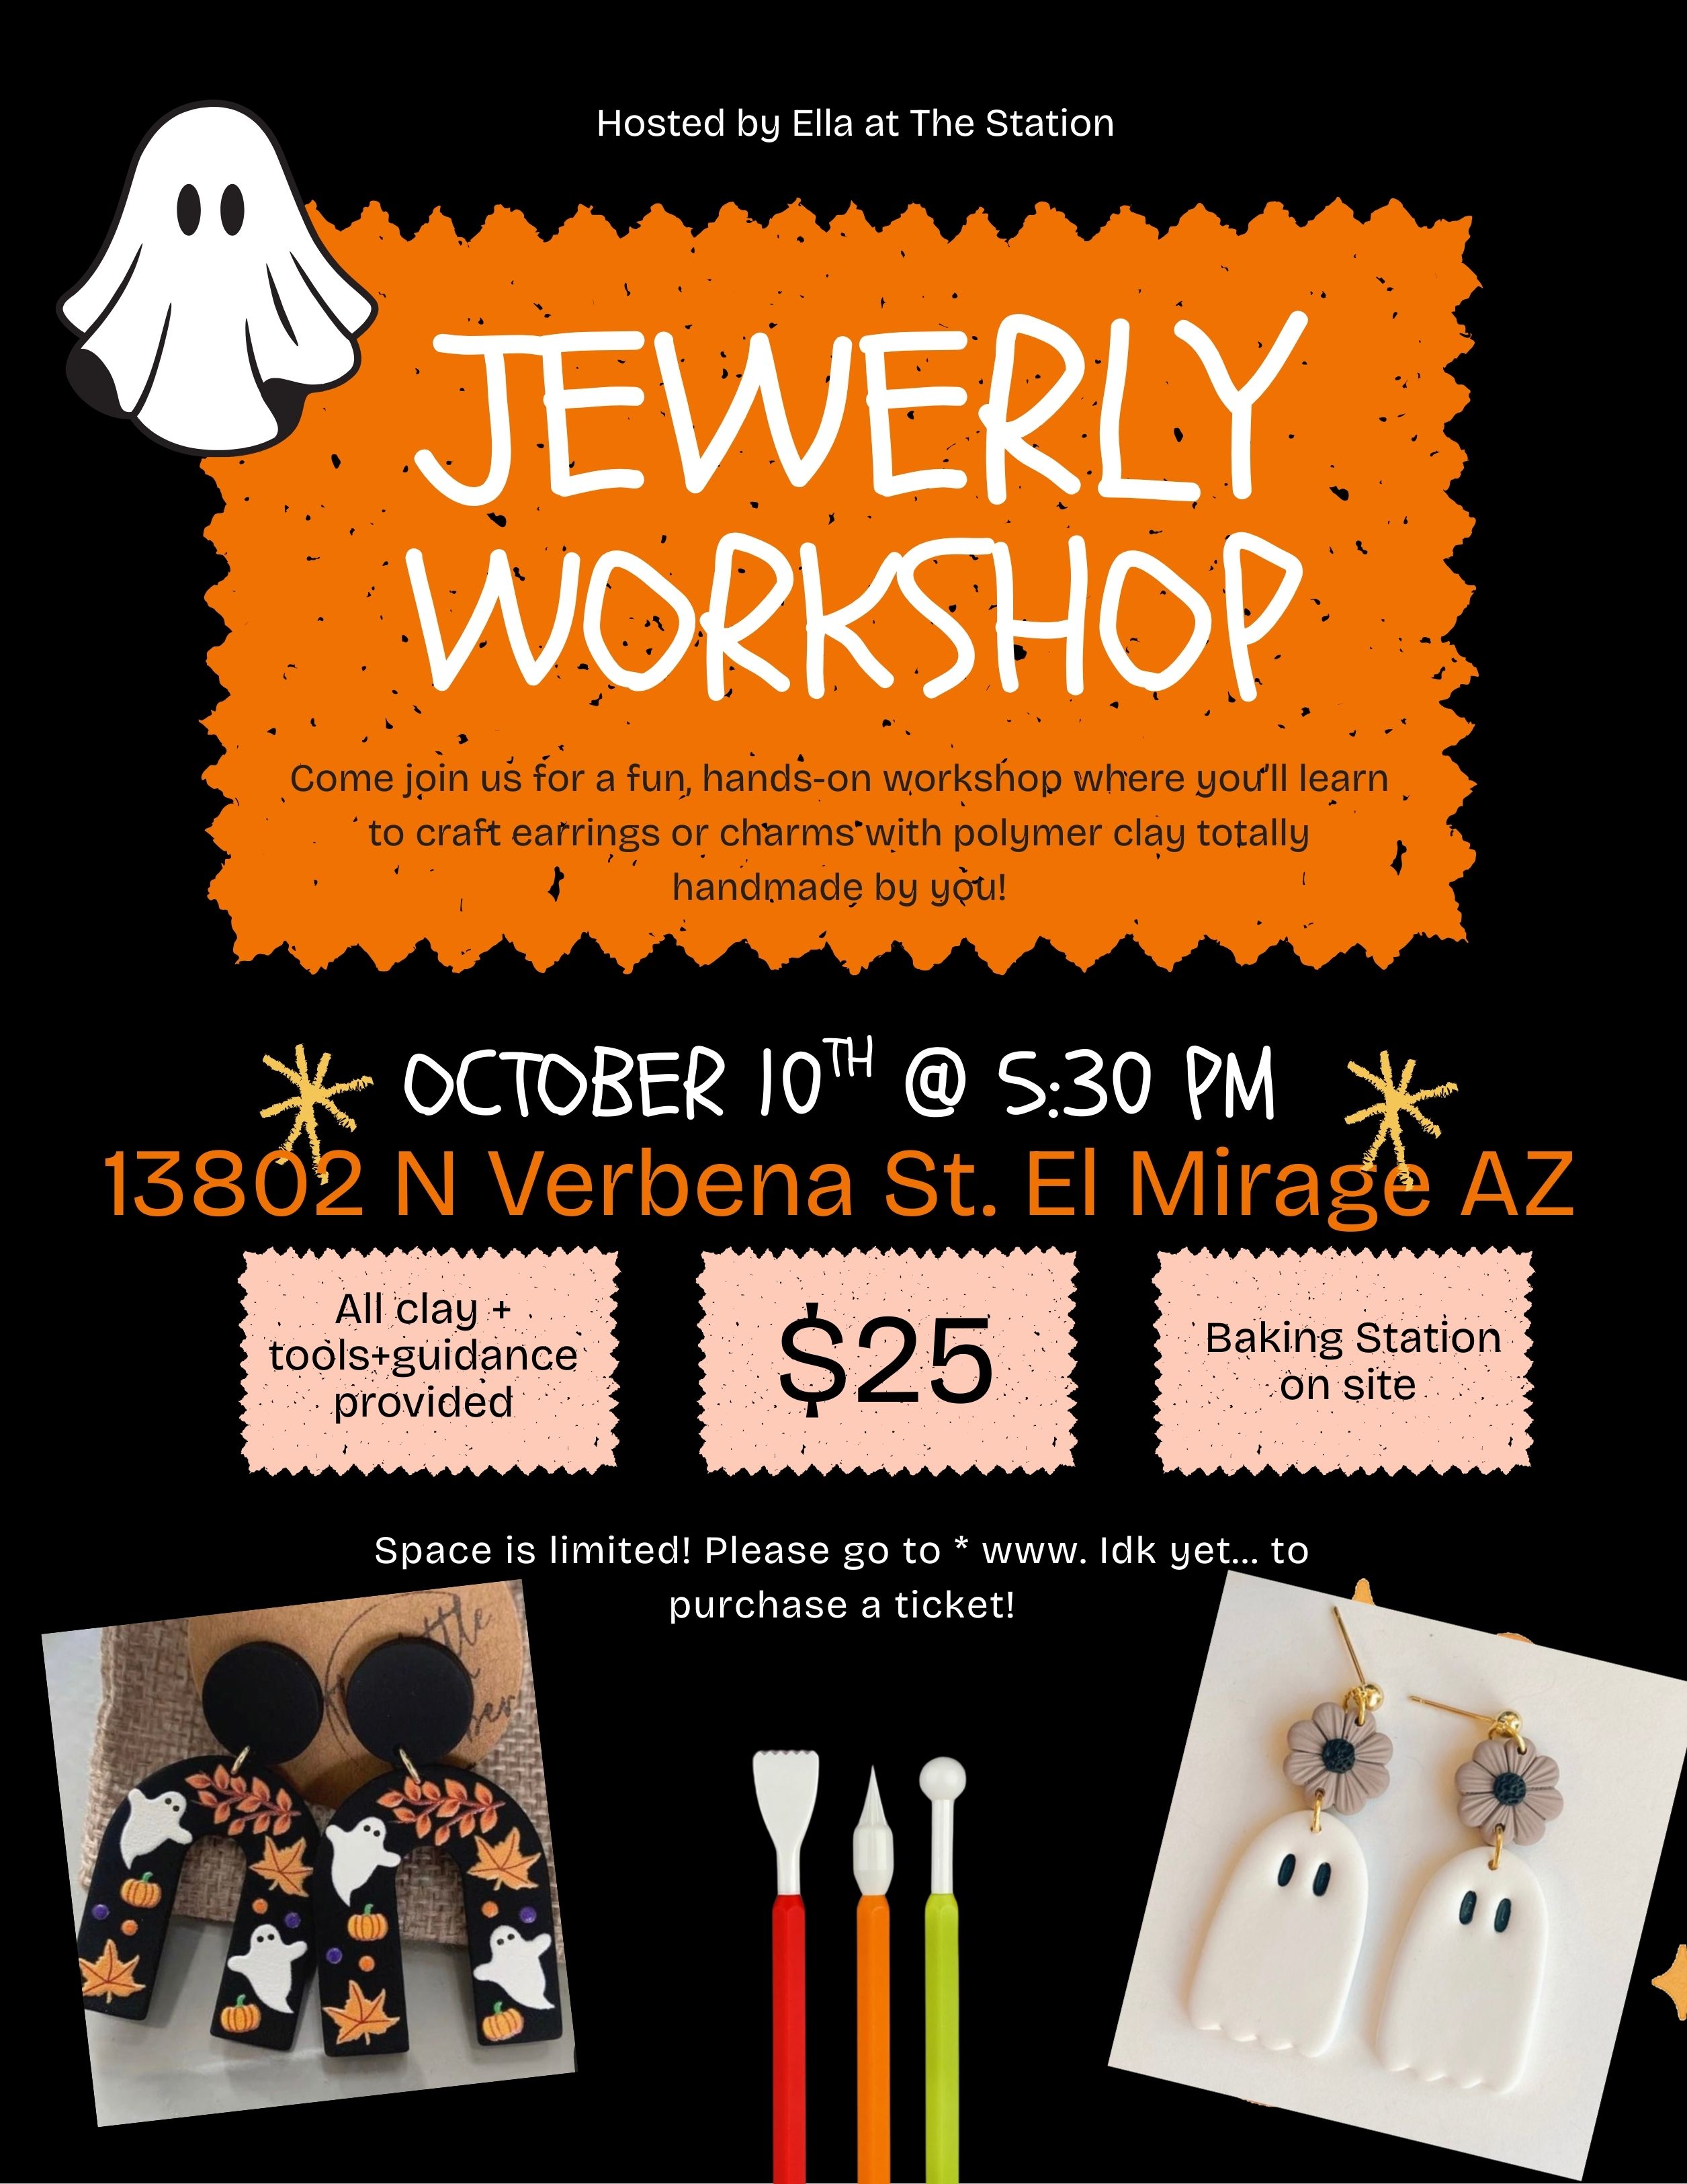 Hosted by Ella at The Station
JEWERLY
WORKSHOP
Come join us for a fun, hands-on workshop where you'll learn
to craft earrings or charms with polymer clay totally
handmade by you!
OCTOBER 10TH @ 5:30 PM
13802 N Verbena St. El Mirage AZ
All clay +
tools+guidance
provided
$25
Baking Station
on site
Space is limited! Please go to * www. Idk yet... to
purchase a ticket!